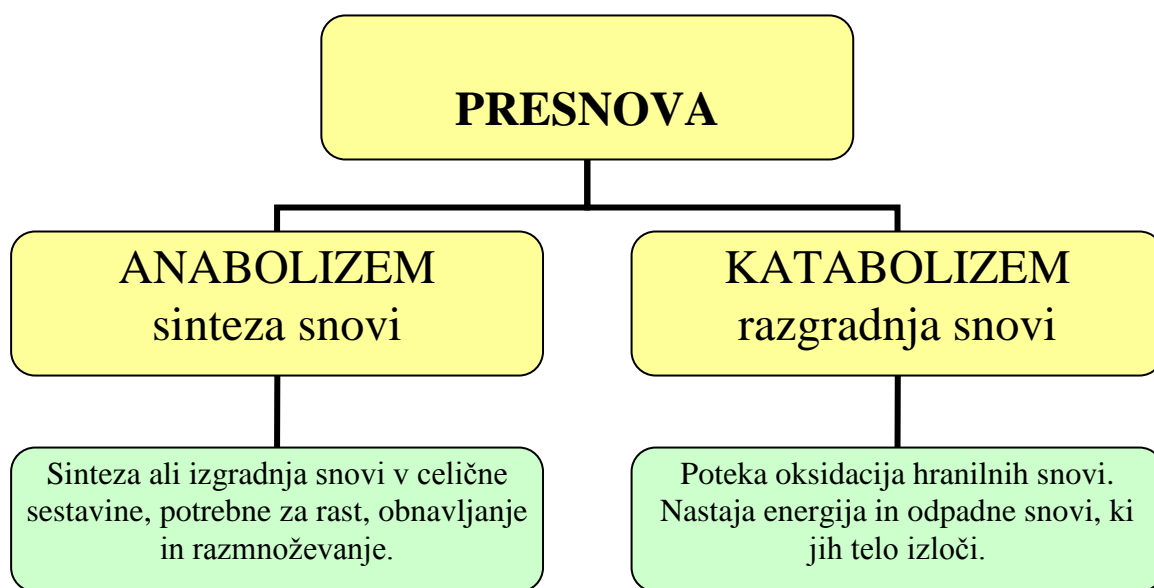 PRESNOVA
ANABOLIZEM
sinteza snovi
KATABOLIZEM
razgradnja snovi
Sinteza ali izgradnja snovi v celične
sestavine, potrebne za rast, obnavljanje
in razmnoževanje.
Poteka oksidacija hranilnih snovi.
Nastaja energija in odpadne snovi, ki
jih telo izloči.